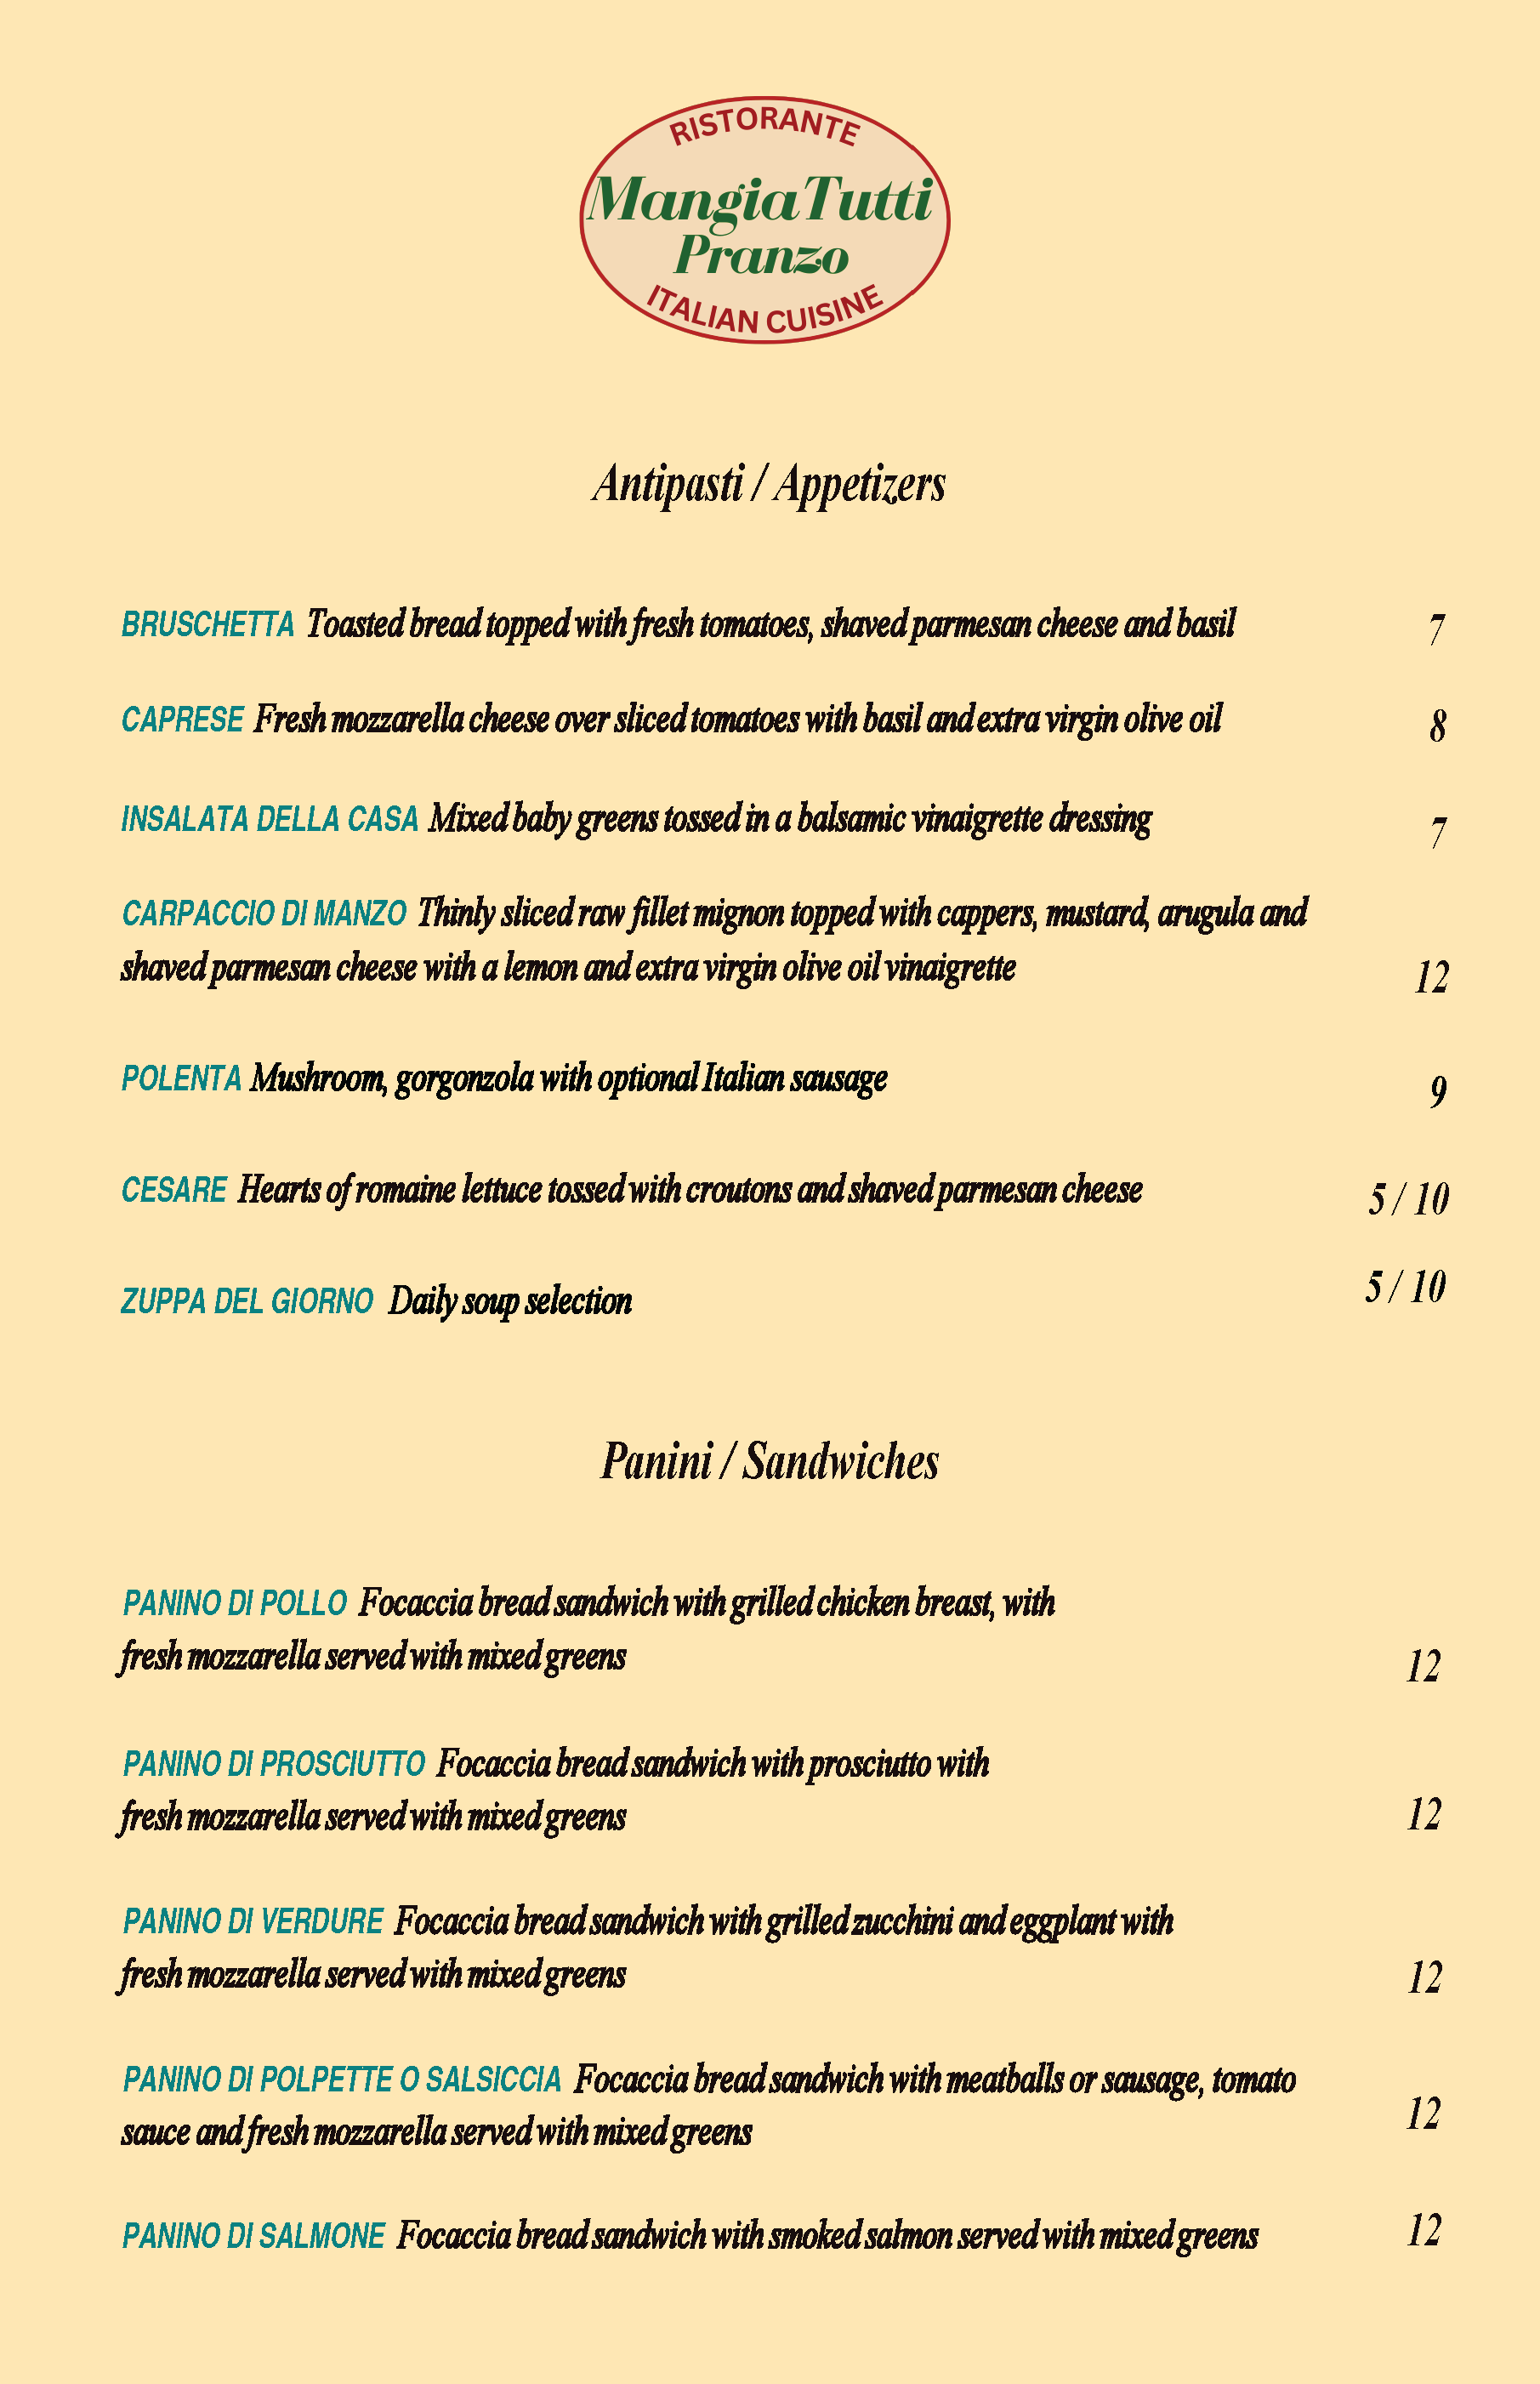 RISTORANTE
MangiaTutti
Pranzo
ITALIAN CUISINE
Antipasti / Appetizers
BRUSCHETTA Toasted bread topped with fresh tomatoes, shaved parmesan cheese and basil 7
CAPRESE Fresh mozzarella cheese over sliced tomatoes with basil and extra virgin olive oil 8
INSALATA DELLA CASA Mixed baby greens tossed in a balsamic vinaigrette dressing 7
CARPACCIO DI MANZO Thinly sliced raw fillet mignon topped with cappers, mustard, arugula and
shaved parmesan cheese with a lemon and extra virgin olive oil vinaigrette 12
POLENTA Mushroom, gorgonzola with optional Italian sausage 9
CESARE Hearts of romaine lettuce tossed with croutons and shaved parmesan cheese 5 / 10
ZUPPA DEL GIORNO Daily soup selection 5 / 10
Panini / Sandwiches
PANINO DI POLLO Focaccia bread sandwich with grilled chicken breast, with
fresh mozzarella served with mixed greens 12
PANINO DI PROSCIUTTO Focaccia bread sandwich with prosciutto with
fresh mozzarella served with mixed greens 12
PANINO DI VERDURE Focaccia bread sandwich with grilled zucchini and eggplant with
fresh mozzarella served with mixed greens 12
PANINO DI POLPETTE O SALSICCIA Focaccia bread sandwich with meatballs or sausage, tomato
sauce and fresh mozzarella served with mixed greens 12
PANINO DI SALMONE Focaccia bread sandwich with smoked salmon served with mixed greens 12